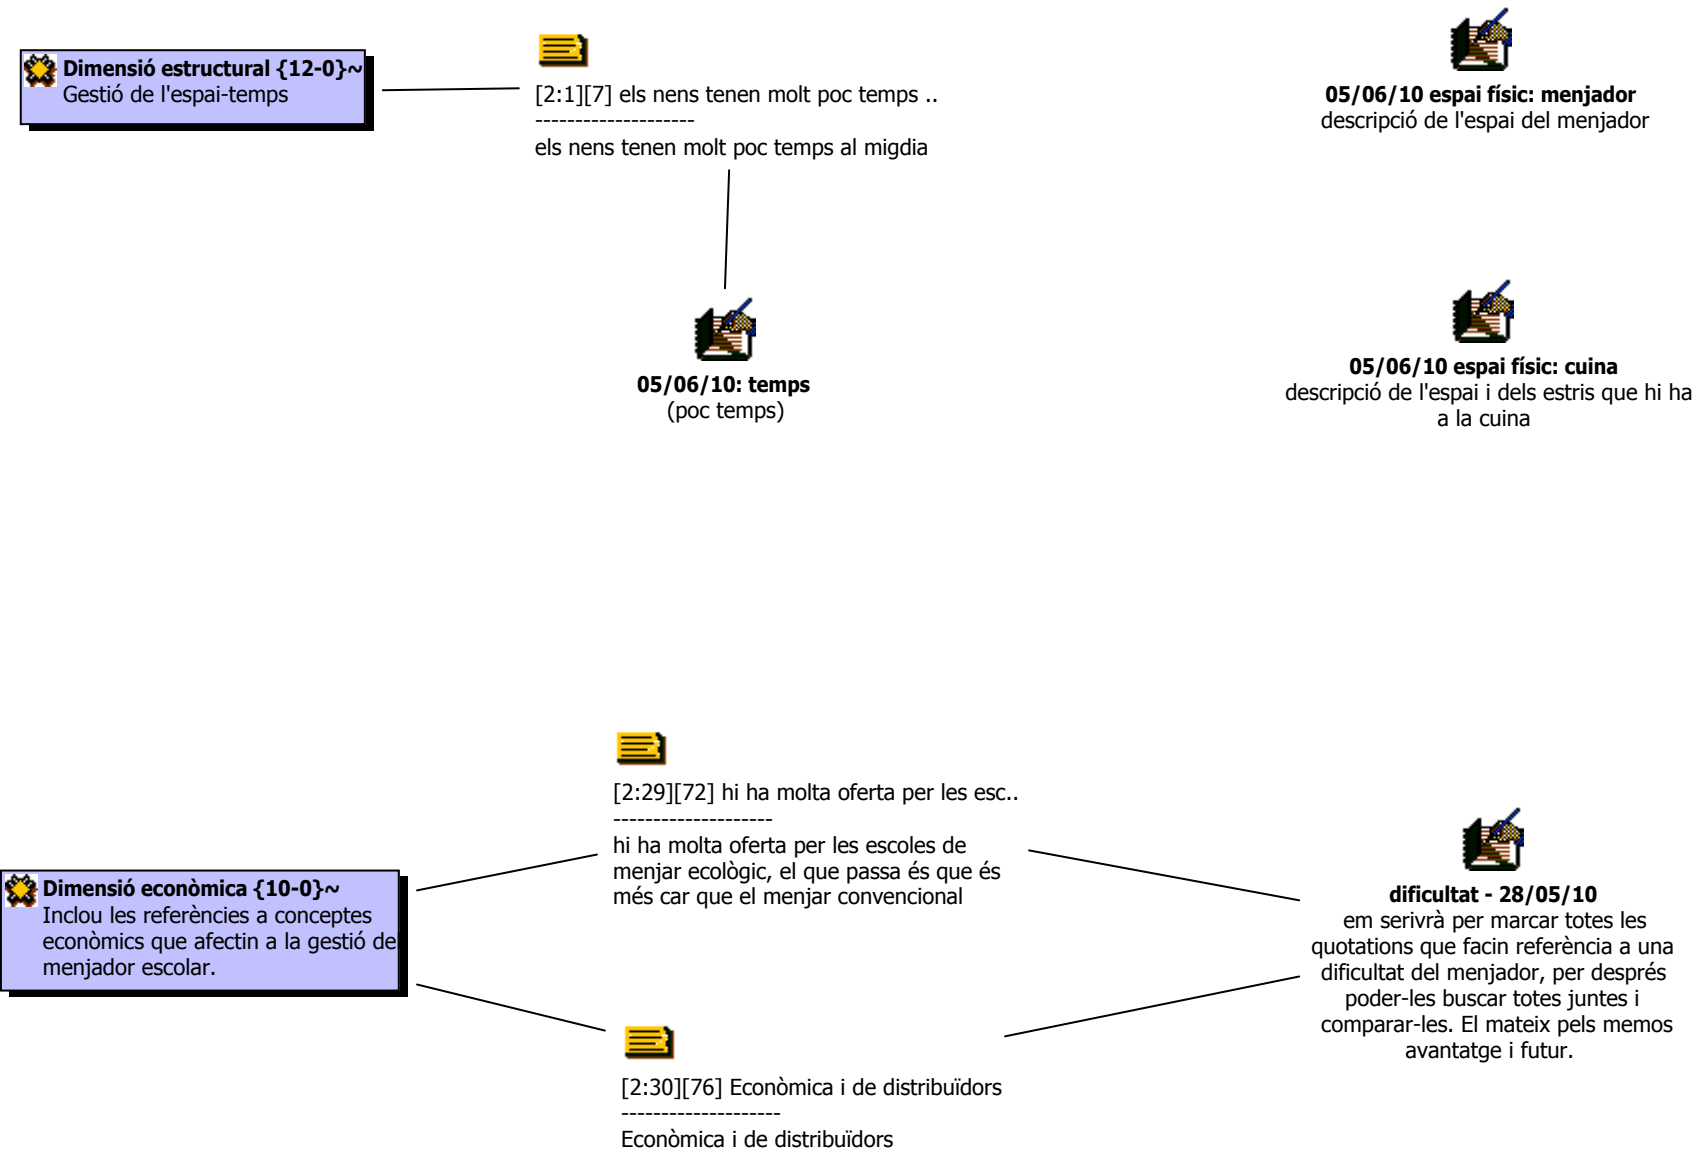 Dimensió estructural {12-0}~
Gestió de l'espai-temps
[2:1][7] els nens tenen molt poc temps ..
--------------------
els nens tenen molt poc temps al migdia
05/06/10 espai físic: menjador
descripció de l'espai del menjador
05/06/10: temps
(poc temps)
05/06/10 espai físic: cuina
descripció de l'espai i dels estris que hi ha
a la cuina
[2:29][72] hi ha molta oferta per les esc..
--------------------
hi ha molta oferta per les escoles de
menjar ecològic, el que passa és que és
més car que el menjar convencional
Dimensió econòmica {10-0}~
Inclou les referències a conceptes
econòmics que afectin a la gestió del
menjador escolar.
dificultat - 28/05/10
em serivrà per marcar totes les
quotations que facin referència a una
dificultat del menjador, per després
poder-les buscar totes juntes i
comparar-les. El mateix pels memos
avantatge i futur.
[2:30][76] Econòmica i de distribuïdors
--------------------
Econòmica i de distribuïdors